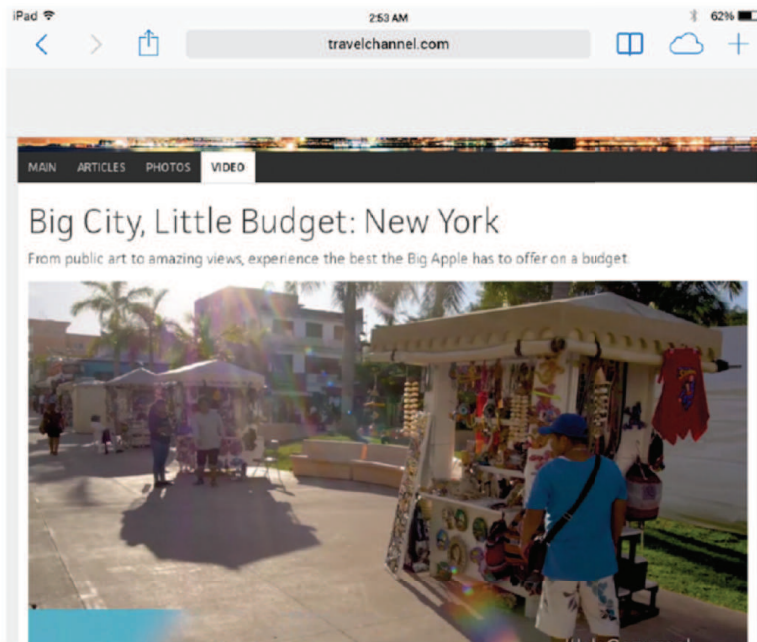 iPad
2:53 AM
62%
travelchannel.com
MAIN ARTICLES PHOTOS VIDEO
Big City, Little Budget: New York
From public art to amazing views, experience the best the Big Apple has to offer on a budget.